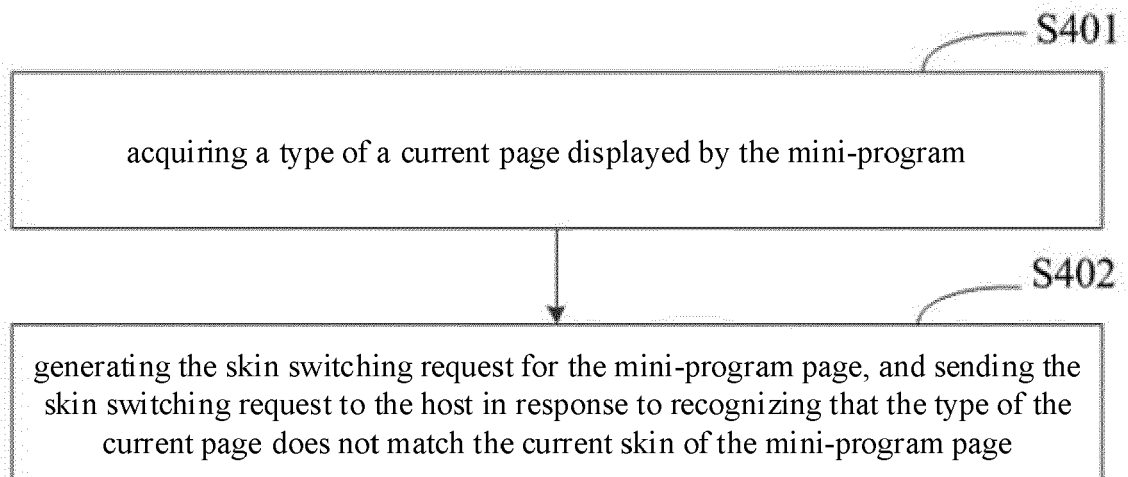 S401
acquiring a type of a current page displayed by the mini-program
S402
generating the skin switching request for the mini-program page, and sending the
skin switching request to the host in response to recognizing that the type of the
current page does not match the current skin of the mini-program page